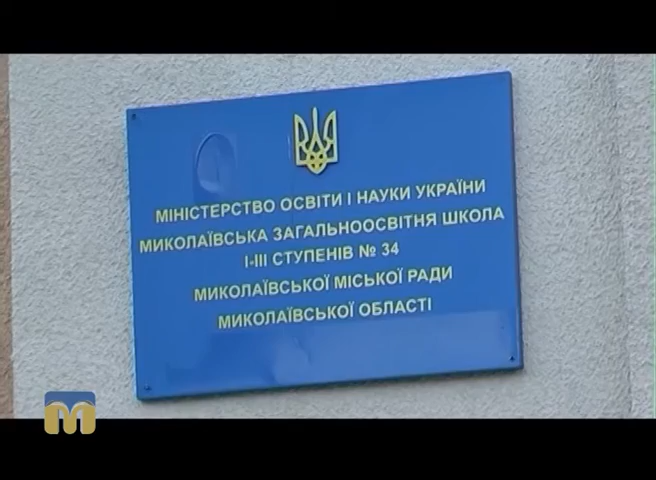 МІНІСТЕРСТВО ОСВІТИ І НАУКИ УКРАЇНИ
МИКОЛАЇВСЬКА ЗАГАЛЬНООСВІТНЯ ШКОЛА
І-ІІІ СТУПЕНІВ № 34
МИКОЛАЇВСЬКОЇ МІСЬКОЇ РАДИ
МИКОЛАЇВСЬКОЇ ОБЛАСТІ
М